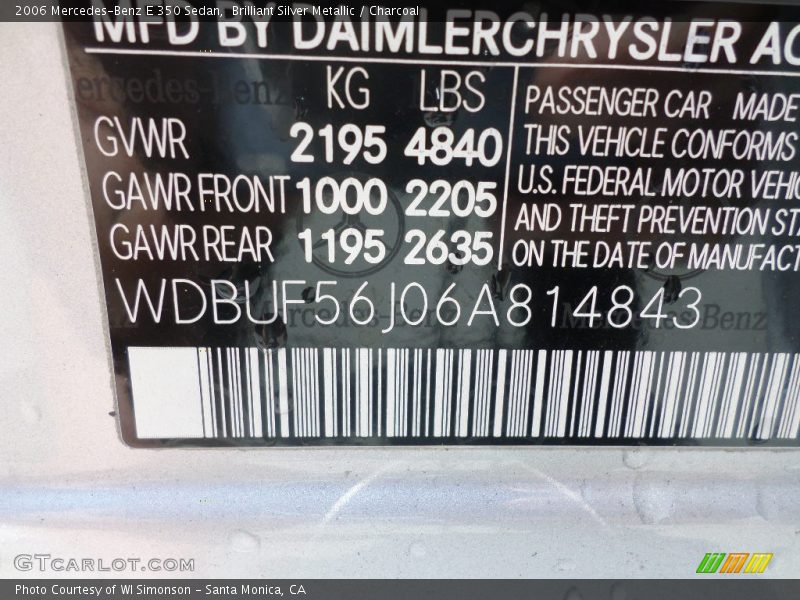 2006 Mercedes-Benz E 350 Sedan, Brilliant Silver Metallic / Charcoal
MFD BY DAIMLERCHRYSLER AG
KG LBS
GVWR 2195 4840
GAWR FRONT 1000 2205
GAWR REAR 1195 2635
PASSENGER CAR MADE
THIS VEHICLE CONFORMS
U.S. FEDERAL MOTOR VEHIC
AND THEFT PREVENTION STA
ON THE DATE OF MANUFACT
WDBUF56J06A814843
GTcarlot.com
Photo Courtesy of WI Simonson - Santa Monica, CA